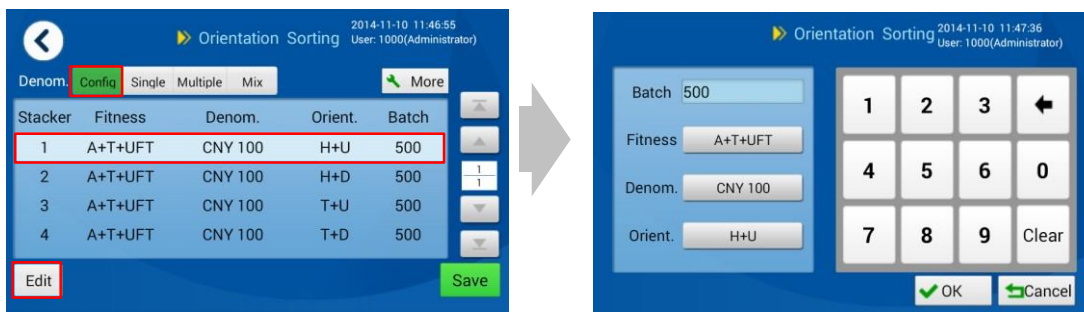 2014-11-10 11:46:55
Orientation Sorting User: 1000(Administrator)
Denom. Config Single Multiple Mix More
Stacker Fitness Denom. Orient. Batch
1 A+T+UFT CNY 100 H+U 500
2 A+T+UFT CNY 100 H+D 500
3 A+T+UFT CNY 100 T+U 500
4 A+T+UFT CNY 100 T+D 500
1
1
Edit Save
2014-11-10 11:47:36
Orientation Sorting User: 1000(Administrator)
Batch 500
Fitness A+T+UFT
Denom. CNY 100
Orient. H+U
1 2 3
4 5 6 0
7 8 9 Clear
OK Cancel